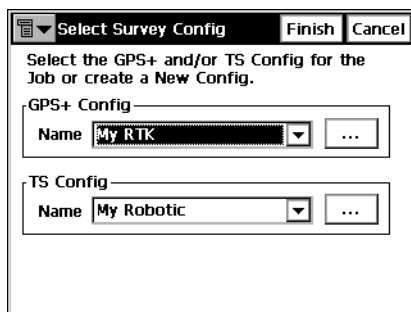 Select Survey Config Finish Cancel
Select the GPS+ and/or TS Config for the
Job or create a New Config.
GPS+ Config
Name My RTK ...
TS Config
Name My Robotic ...